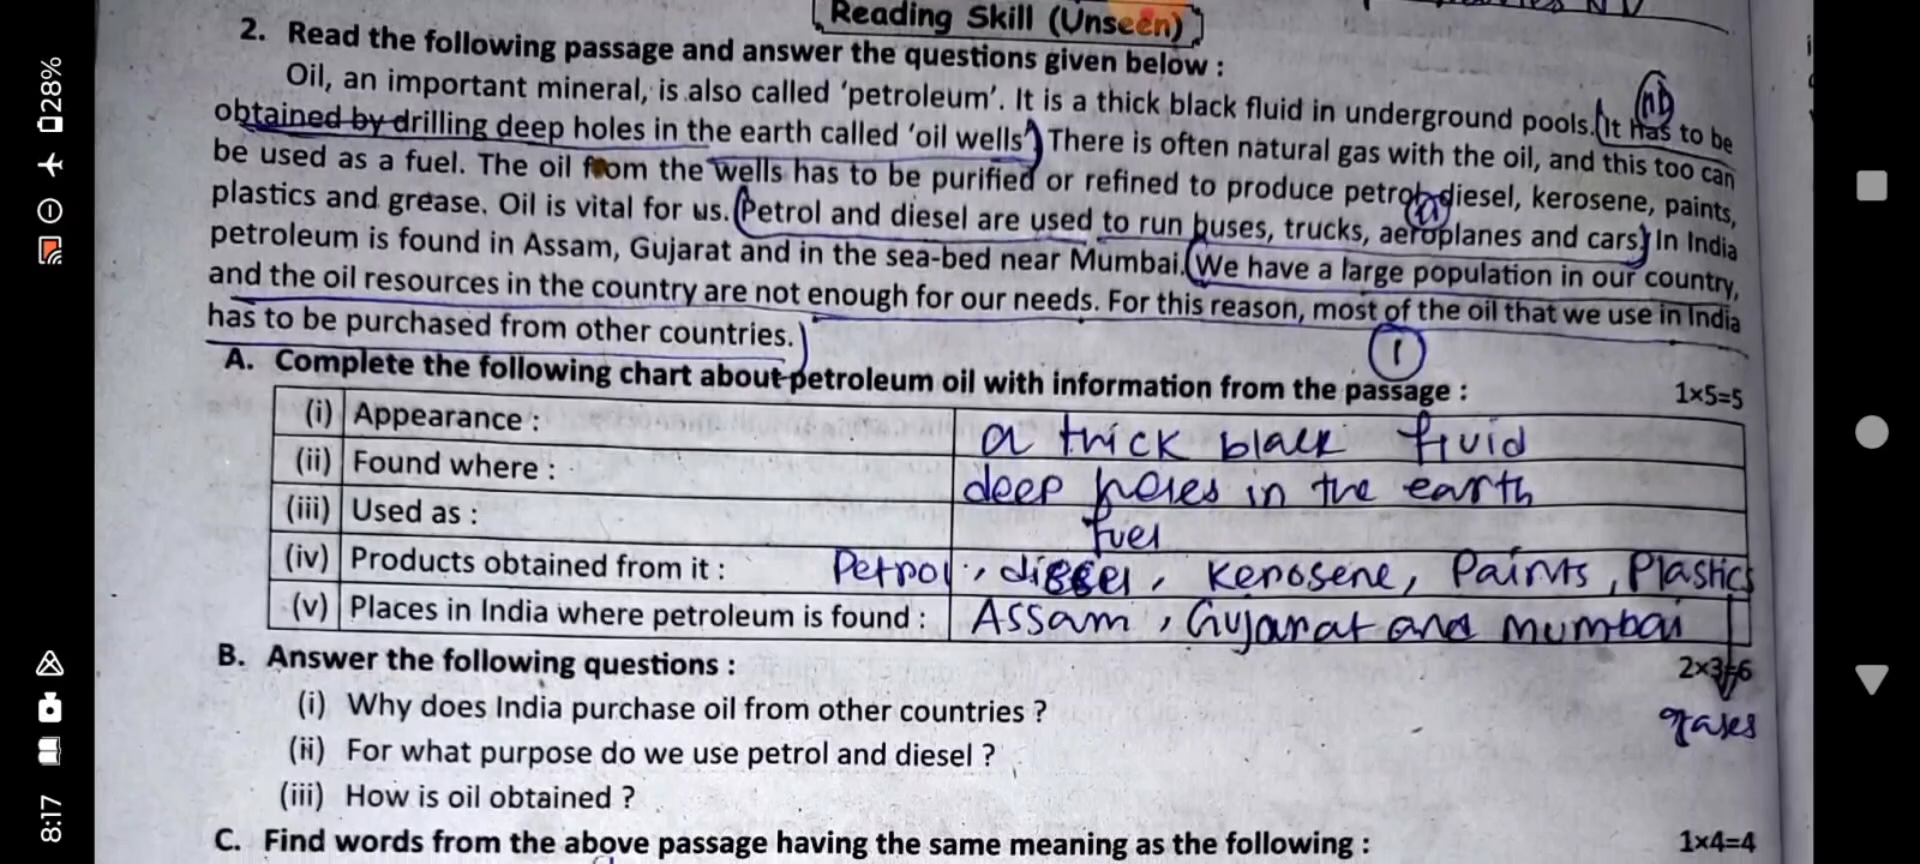 Reading Skill (Unseen)
2. Read the following passage and answer the questions given below :
Oil, an important mineral, is also called 'petroleum'. It is a thick black fluid in underground pools. It has to be
obtained by drilling deep holes in the earth called 'oil wells' There is often natural gas with the oil, and this too can
be used as a fuel. The oil from the wells has to be purified or refined to produce petrol, diesel, kerosene, paints,
plastics and grease. Oil is vital for us. Petrol and diesel are used to run buses, trucks, aeroplanes and cars. In India
petroleum is found in Assam, Gujarat and in the sea-bed near Mumbai. We have a large population in our country,
and the oil resources in the country are not enough for our needs. For this reason, most of the oil that we use in India
has to be purchased from other countries.
A. Complete the following chart about petroleum oil with information from the passage : 1×5=5
(i) Appearance : a thick black fluid
(ii) Found where : deep holes in the earth
(iii) Used as : fuel
(iv) Products obtained from it : Petrol, diesel, Kerosene, Paints, Plastics
(v) Places in India where petroleum is found : Assam, Gujarat and Mumbai
B. Answer the following questions : 2×3=6
(i) Why does India purchase oil from other countries ?
(ii) For what purpose do we use petrol and diesel ?
(iii) How is oil obtained ?
C. Find words from the above passage having the same meaning as the following : 1×4=4
28%
8:17